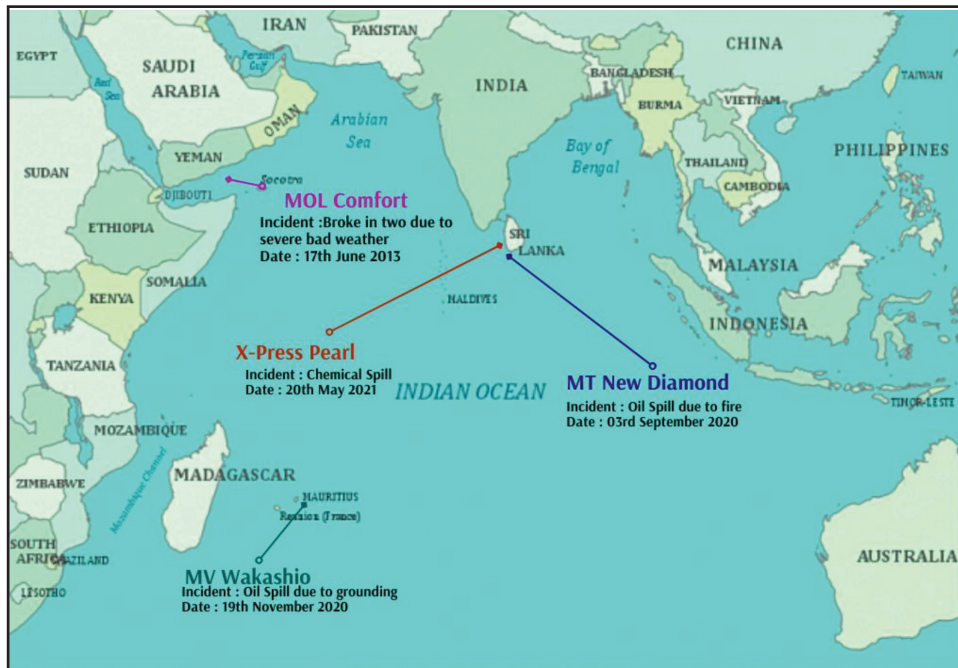 IRAN
PAKISTAN
CHINA
EGYPT
Persian
Gulf
SAUDI
ARABIA
INDIA
BANGLADESH
TAIWAN
Red
Sea
OMAN
Arabian
Sea
BURMA
VIETNAM
Bay of
Bengal
YEMEN
THAILAND
PHILIPPINES
SUDAN
Socotra
DJIBOUTI
CAMBODIA
MOL Comfort
Incident :Broke in two due to
severe bad weather
Date : 17th June 2013
ETHIOPIA
SRI
LANKA
SOMALIA
MALAYSIA
KENYA
MALDIVES
INDONESIA
X-Press Pearl
Incident : Chemical Spill
Date : 20th May 2021
TANZANIA
INDIAN OCEAN
MT New Diamond
Incident : Oil Spill due to fire
Date : 03rd September 2020
TIMOR-LESTE
MOZAMBIQUE
Mozambique Channel
MADAGASCAR
ZIMBABWE
MAURITIUS
Reunion (France)
SOUTH
AFRICA
SWAZILAND
AUSTRALIA
MV Wakashio
Incident : Oil Spill due to grounding
Date : 19th November 2020
LESOTHO